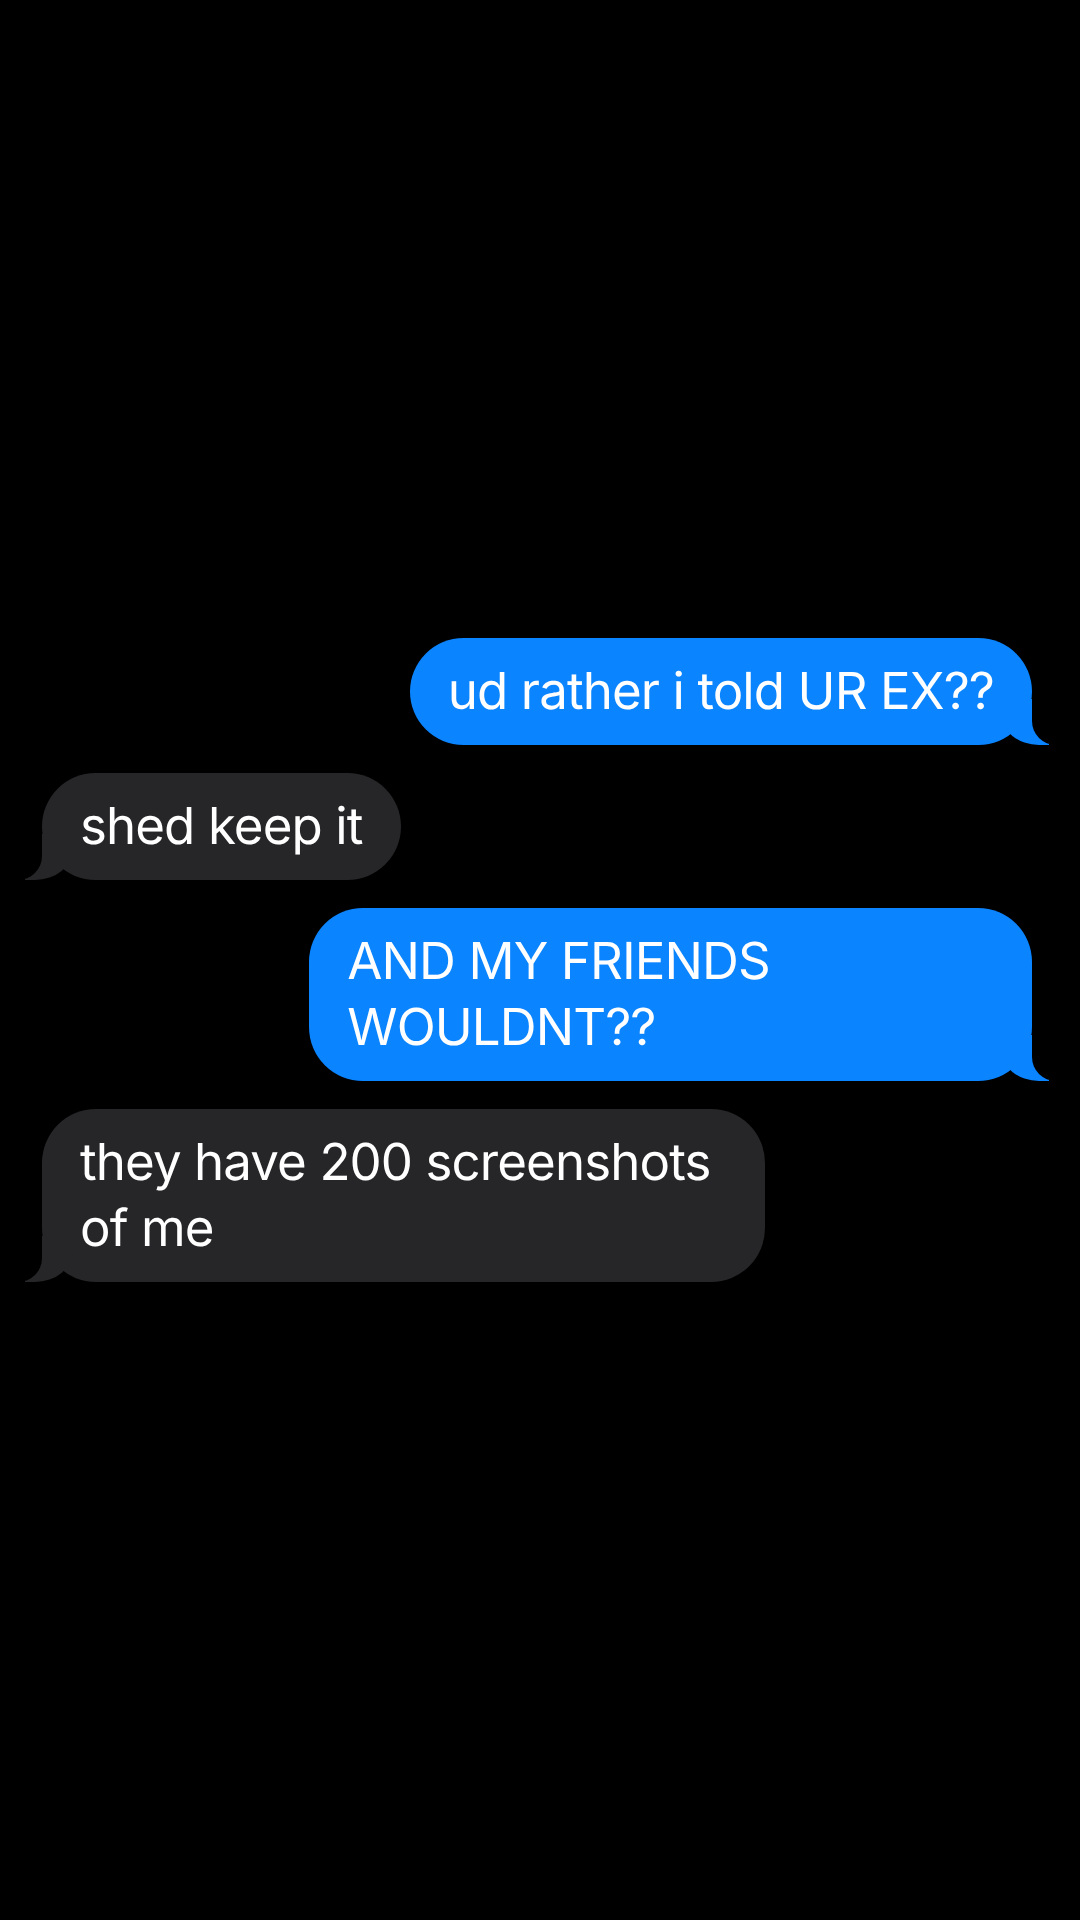 ud rather i told UR EX??
shed keep it
AND MY FRIENDS
WOULDNT??
they have 200 screenshots
of me